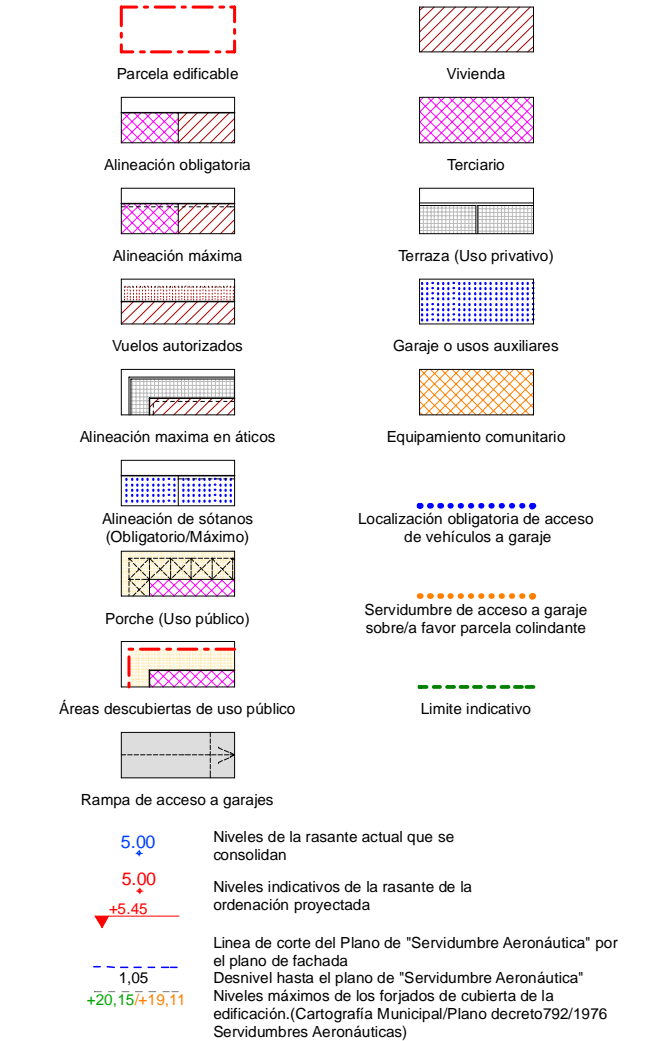 Parcela edificable
Vivienda
Alineación obligatoria
Terciario
Alineación máxima
Terraza (Uso privativo)
Vuelos autorizados
Garaje o usos auxiliares
Alineación maxima en áticos
Equipamiento comunitario
Alineación de sótanos
(Obligatorio/Máximo)
Localización obligatoria de acceso
de vehículos a garaje
Porche (Uso público)
Servidumbre de acceso a garaje
sobre/a favor parcela colindante
Áreas descubiertas de uso público
Limite indicativo
Rampa de acceso a garajes
5.00
Niveles de la rasante actual que se
consolidan
5.00
+5.45
Niveles indicativos de la rasante de la
ordenación proyectada
Linea de corte del Plano de "Servidumbre Aeronáutica" por
el plano de fachada
1,05
Desnivel hasta el plano de "Servidumbre Aeronáutica"
+20,15/+19,11
Niveles máximos de los forjados de cubierta de la
edificación.(Cartografía Municipal/Plano decreto792/1976
Servidumbres Aeronáuticas)